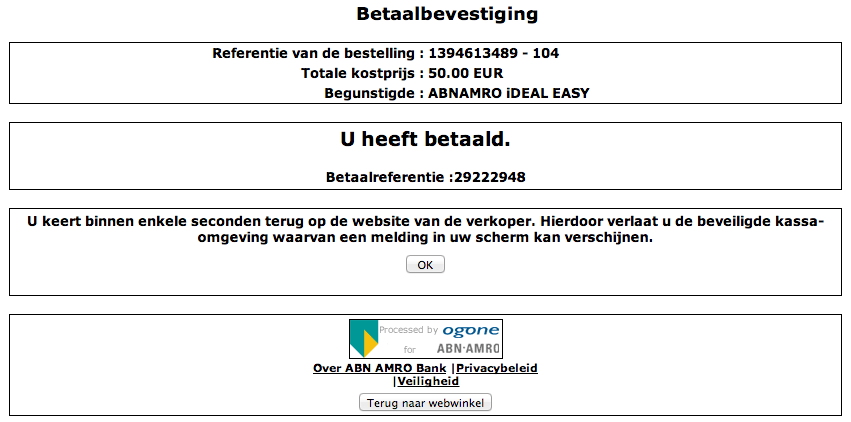 Betaalbevestiging
Referentie van de bestelling : 1394613489 - 104
Totale kostprijs : 50.00 EUR
Begunstigde : ABNAMRO iDEAL EASY
U heeft betaald.
Betaalreferentie :29222948
U keert binnen enkele seconden terug op de website van de verkoper. Hierdoor verlaat u de beveiligde kassa-
omgeving waarvan een melding in uw scherm kan verschijnen.
OK
Processed by ogone
for ABN·AMRO
Over ABN AMRO Bank |Privacybeleid
|Veiligheid
Terug naar webwinkel